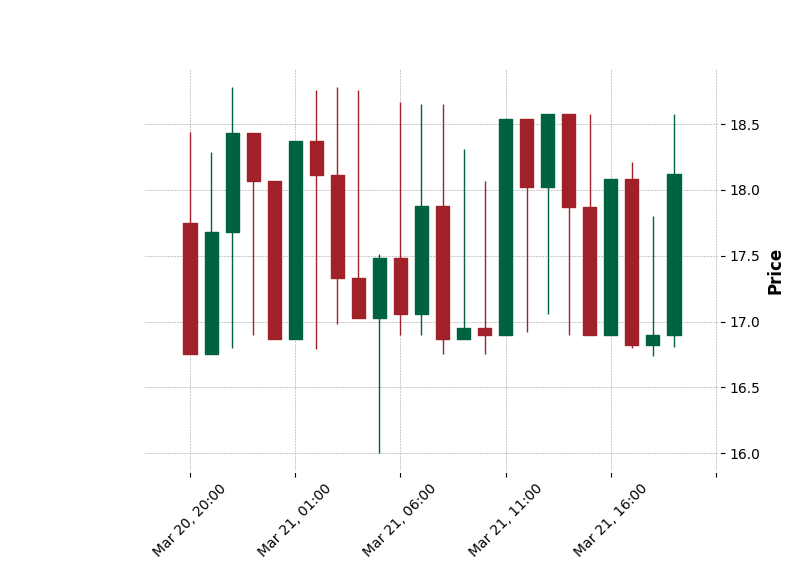 18.5
18.0
17.5
17.0
16.5
16.0
Price
Mar 20, 20:00
Mar 21, 01:00
Mar 21, 06:00
Mar 21, 11:00
Mar 21, 16:00